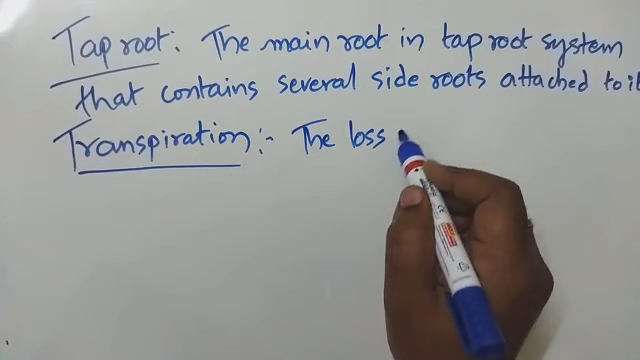 Tap root: The main root in tap root system
that contains several side roots attached to it
Transpiration:- The loss